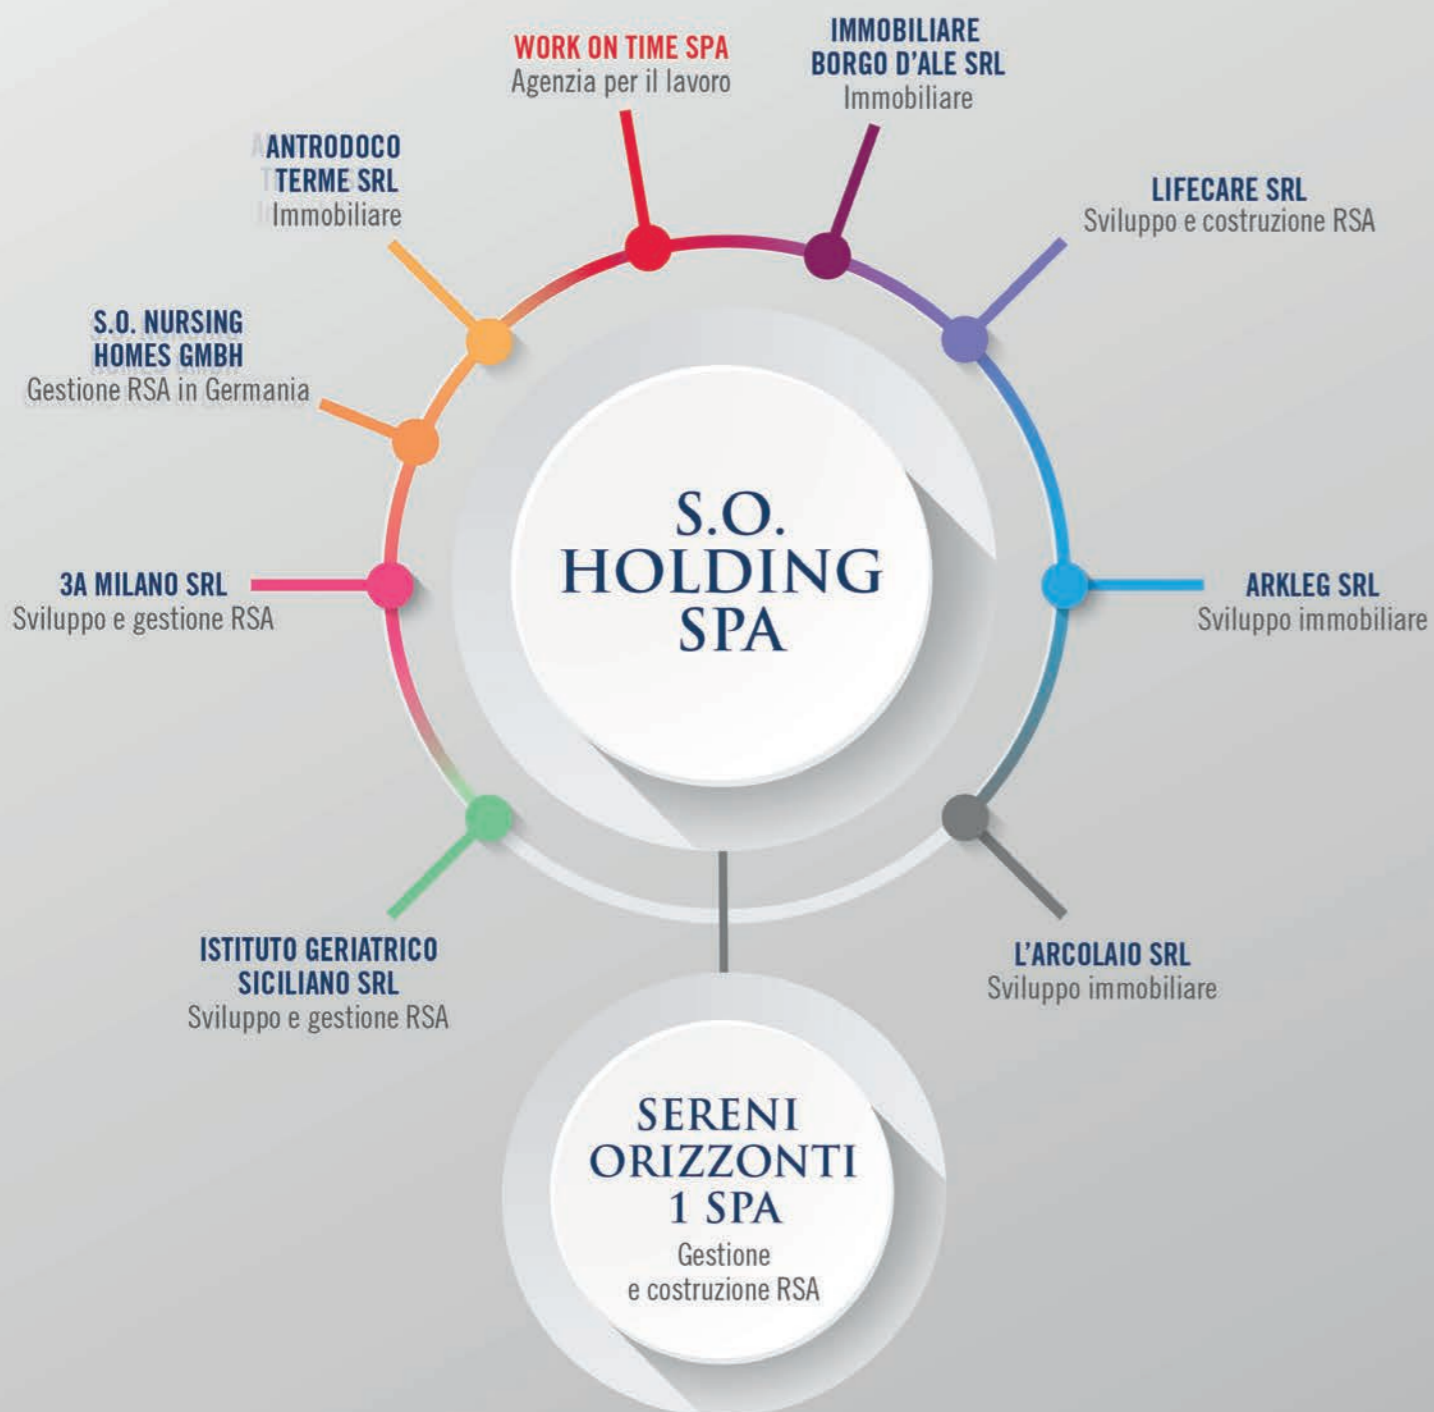 WORK ON TIME SPA
Agenzia per il lavoro
IMMOBILIARE
BORGO D'ALE SRL
Immobiliare
ANTRODOCO
TERME SRL
Immobiliare
LIFECARE SRL
Sviluppo e costruzione RSA
S.O. NURSING
HOMES GMBH
Gestione RSA in Germania
S.O.
HOLDING
SPA
3A MILANO SRL
Sviluppo e gestione RSA
ARKLEG SRL
Sviluppo immobiliare
ISTITUTO GERIATRICO
SICILIANO SRL
Sviluppo e gestione RSA
L'ARCOLAIO SRL
Sviluppo immobiliare
SERENI
ORIZZONTI
1 SPA
Gestione
e costruzione RSA